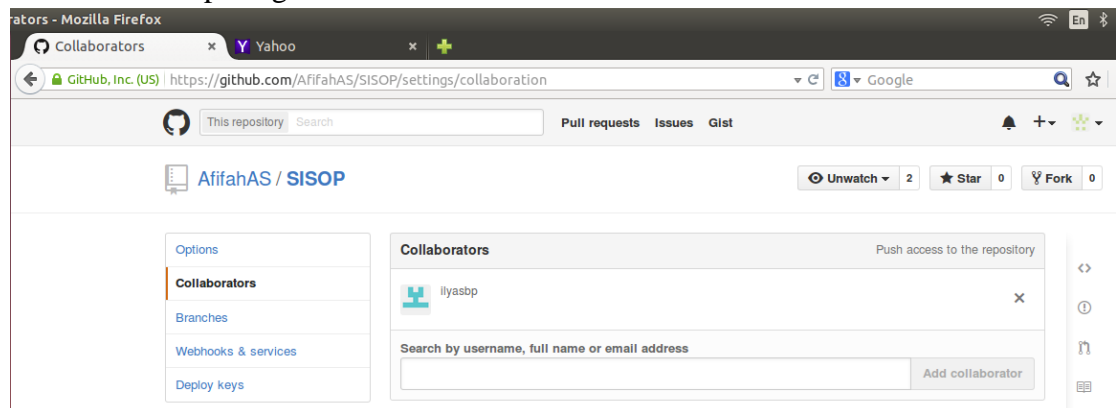 rators - Mozilla Firefox
En
Collaborators
Yahoo
GitHub, Inc. (US) https://github.com/AfifahAS/SISOP/settings/collaboration
Google
This repository Search
Pull requests Issues Gist
AfifahAS / SISOP
Unwatch 2 Star 0 Fork 0
Options
Collaborators
Branches
Webhooks & services
Deploy keys
Collaborators Push access to the repository
ilyasbp
Search by username, full name or email address
Add collaborator